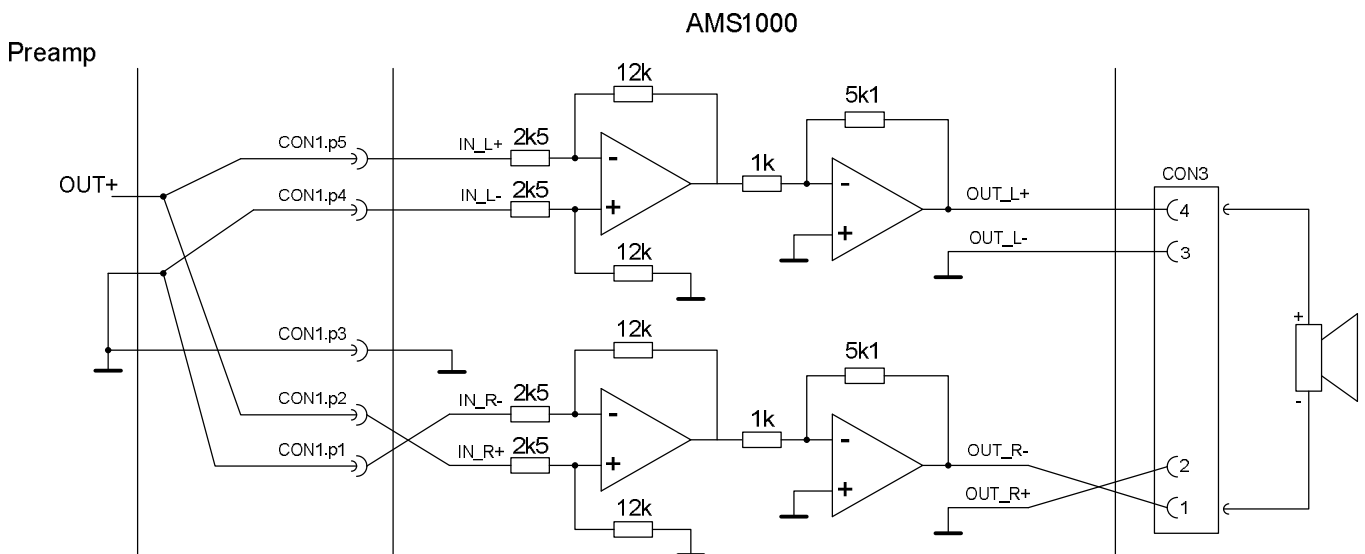 AMS1000
Preamp
12k
5k1
CON1.p5 IN_L+ 2k5
- 1k - CON3
OUT+ CON1.p4 IN_L- 2k5
+ OUT_L+ 4
+ OUT_L- 3
12k
+
CON1.p3 12k
5k1
-
CON1.p2 IN_R- 2k5
- 1k -
CON1.p1 IN_R+ 2k5
+ OUT_R- 2
+ OUT_R+ 1
12k